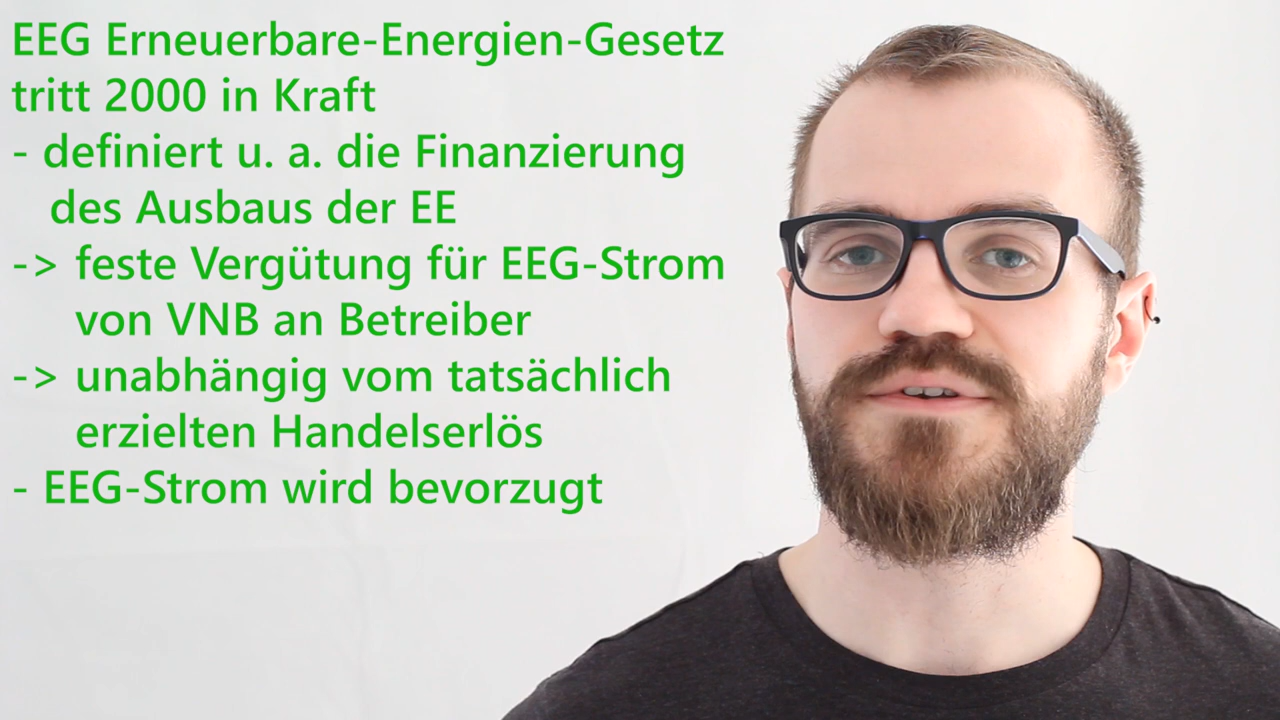 EEG Erneuerbare-Energien-Gesetz
tritt 2000 in Kraft
- definiert u. a. die Finanzierung
des Ausbaus der EE
-> feste Vergütung für EEG-Strom
von VNB an Betreiber
-> unabhängig vom tatsächlich
erzielten Handelserlös
- EEG-Strom wird bevorzugt